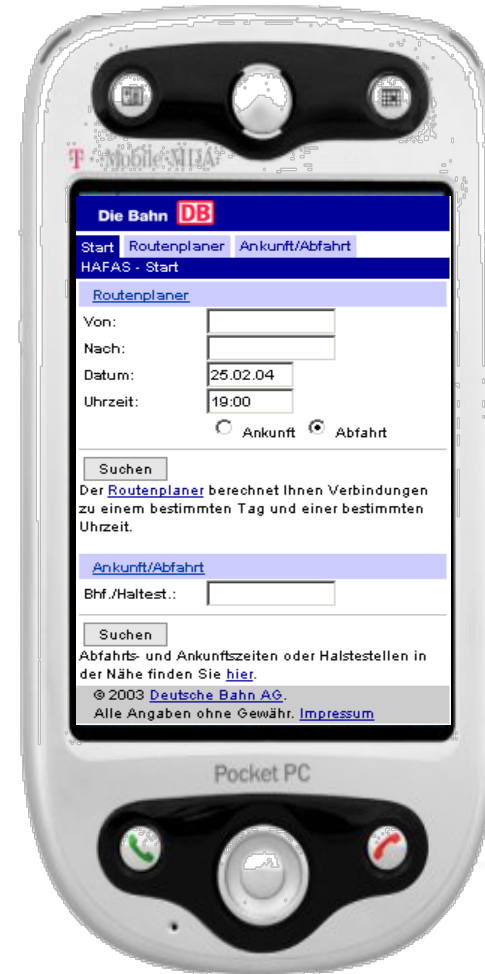 T · Mobile MDA
Die Bahn DB
Start Routenplaner Ankunft/Abfahrt
HAFAS - Start
Routenplaner
Von:
Nach:
Datum: 25.02.04
Uhrzeit: 19:00
Ankunft Abfahrt
Suchen
Der Routenplaner berechnet Ihnen Verbindungen
zu einem bestimmten Tag und einer bestimmten
Uhrzeit.
Ankunft/Abfahrt
Bhf./Haltest.:
Suchen
Abfahrts- und Ankunftszeiten oder Halstestellen in
der Nähe finden Sie hier.
© 2003 Deutsche Bahn AG.
Alle Angaben ohne Gewähr. Impressum
Pocket PC